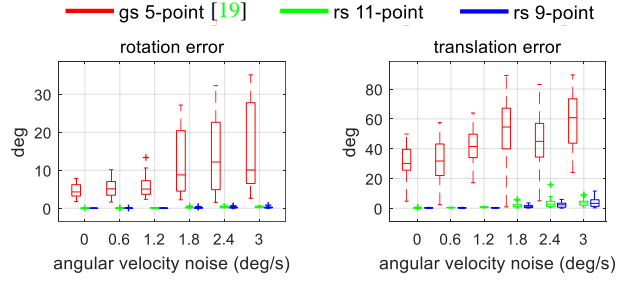 gs 5-point [19] rs 11-point rs 9-point
rotation error
deg
30
20
10
0
0 0.6 1.2 1.8 2.4 3
angular velocity noise (deg/s)
translation error
deg
80
60
40
20
0
0 0.6 1.2 1.8 2.4 3
angular velocity noise (deg/s)